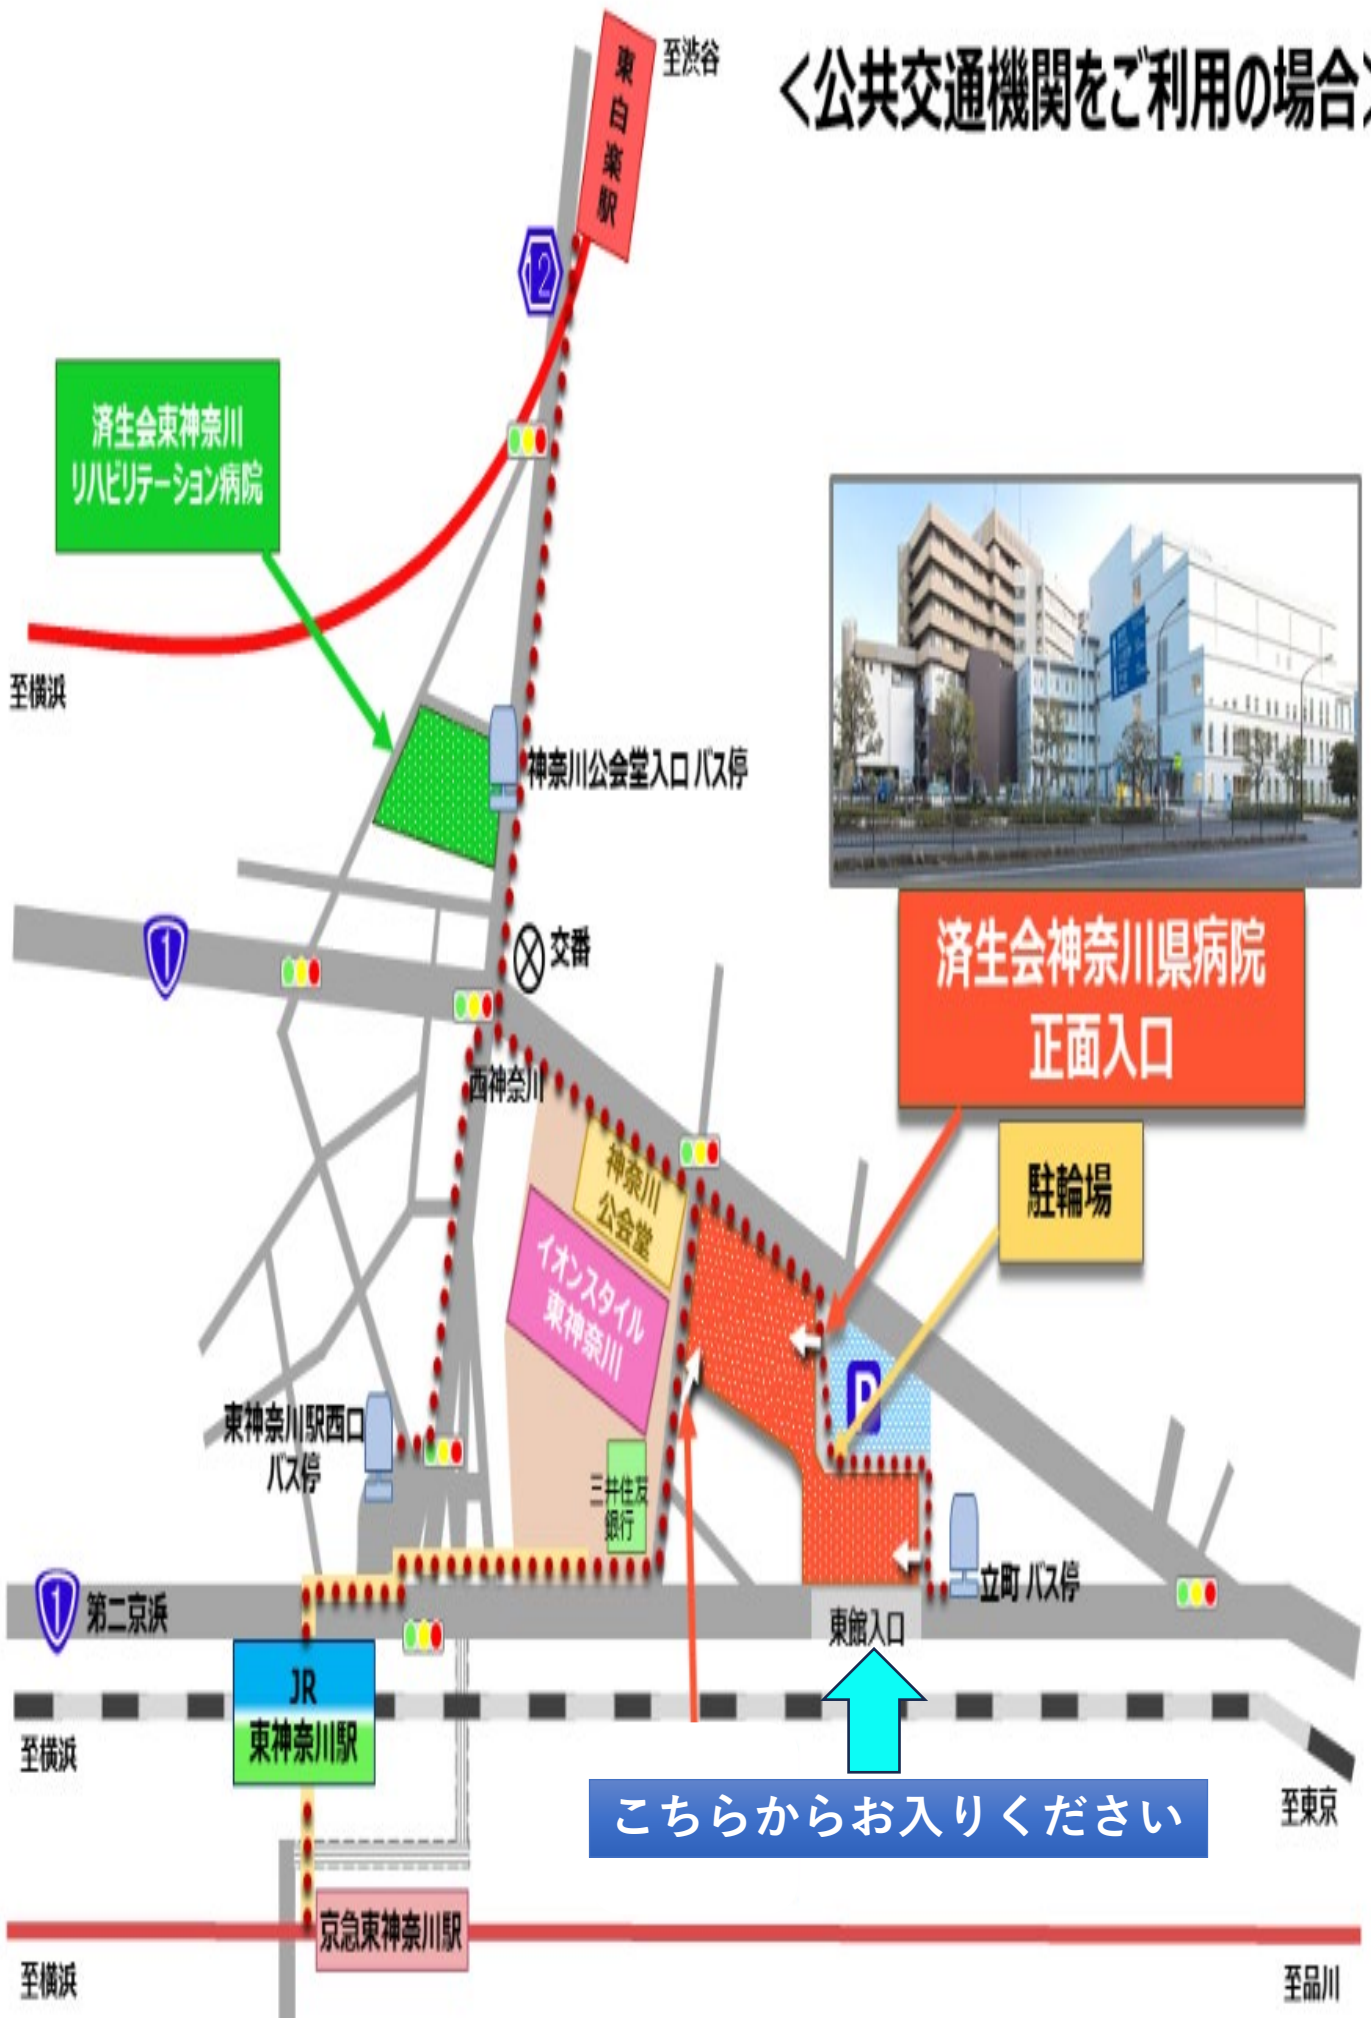 至渋谷
<公共交通機関をご利用の場合>
東白楽駅
12
済生会東神奈川
リハビリテーション病院
至横浜
神奈川公会堂入口 バス停
1
交番
済生会神奈川県病院
正面入口
西神奈川
神奈川
公会堂
駐輪場
イオンスタイル
東神奈川
P
東神奈川駅西口
バス停
三井住友
銀行
立町 バス停
1
第二京浜
東館入口
JR
東神奈川駅
至横浜
こちらからお入りください
至東京
京急東神奈川駅
至横浜
至品川